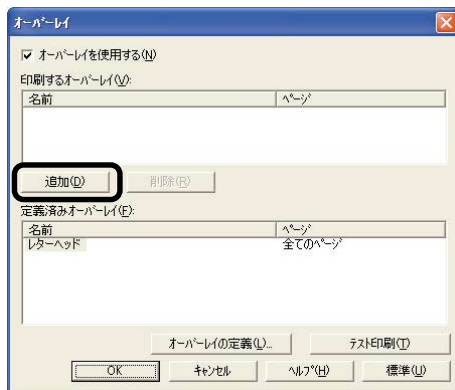 オーバーレイ
オーバーレイを使用する(N)
印刷するオーバーレイ(V):
名前 ページ
追加(D) 削除(R)
定義済みオーバーレイ(F):
名前 ページ
レターヘッド 全てのページ
オーバーレイの定義(L)... テスト印刷(T)
OK キャンセル ヘルプ(H) 標準(U)